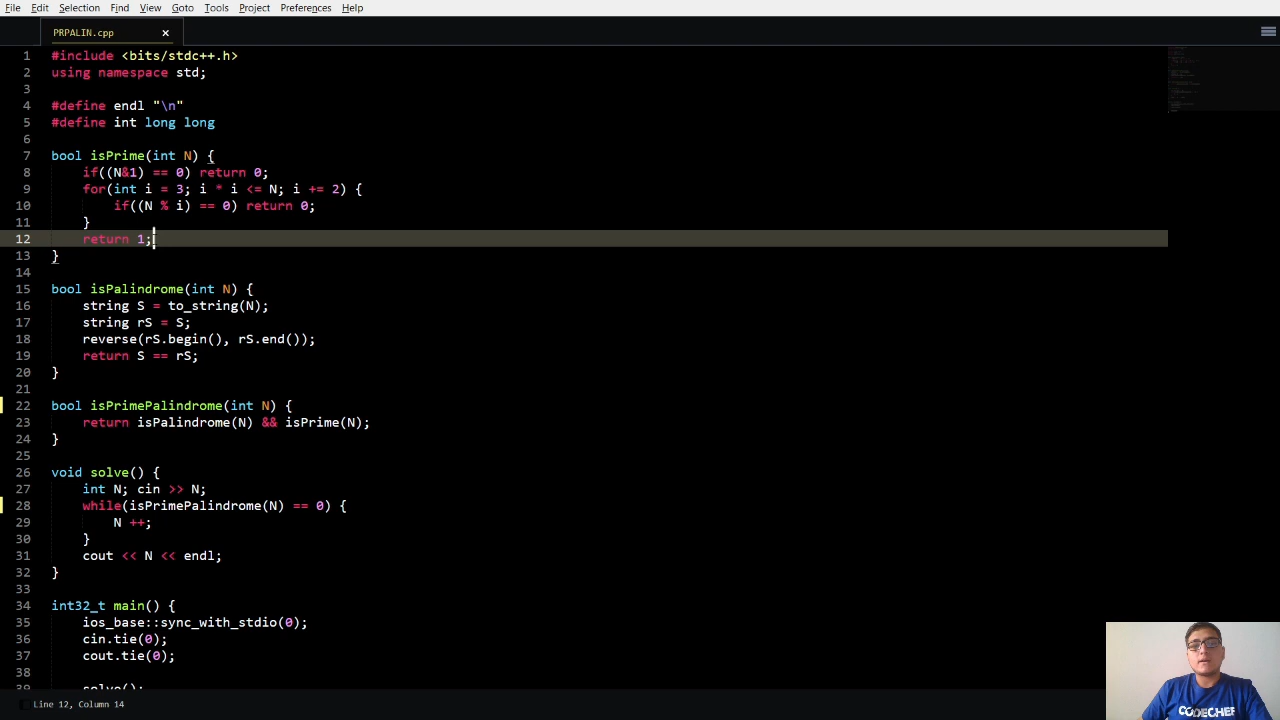 File Edit Selection Find View Goto Tools Project Preferences Help
PRPALIN.cpp ×
1 #include <bits/stdc++.h>
2 using namespace std;
3
4 #define endl "\n"
5 #define int long long
6
7 bool isPrime(int N) {
8 if((N&1) == 0) return 0;
9 for(int i = 3; i * i <= N; i += 2) {
10 if((N % i) == 0) return 0;
11 }
12 return 1;
13 }
14
15 bool isPalindrome(int N) {
16 string S = to_string(N);
17 string rS = S;
18 reverse(rS.begin(), rS.end());
19 return S == rS;
20 }
21
22 bool isPrimePalindrome(int N) {
23 return isPalindrome(N) && isPrime(N);
24 }
25
26 void solve() {
27 int N; cin >> N;
28 while(isPrimePalindrome(N) == 0) {
29 N ++;
30 }
31 cout << N << endl;
32 }
33
34 int32_t main() {
35 ios_base::sync_with_stdio(0);
36 cin.tie(0);
37 cout.tie(0);
38
39 solve();
Line 12, Column 14
CODECHEF